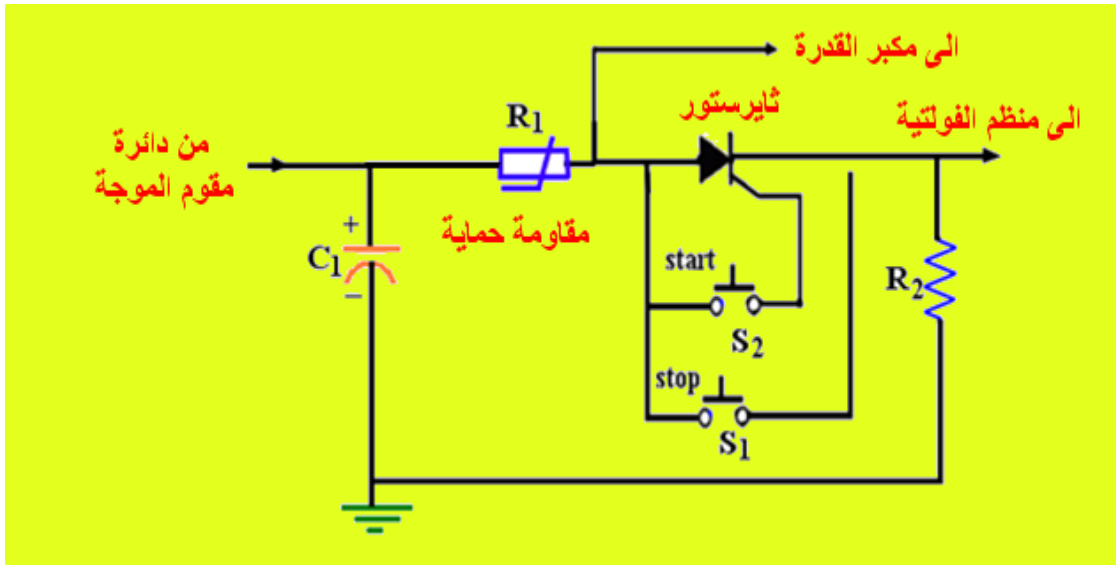 الى مكبر القدرة
ثايرستور
الى منظم الفولتية
R1
من دائرة
مقوم الموجة
مقاومة حماية
+
C1
−
start
S2
R2
stop
S1